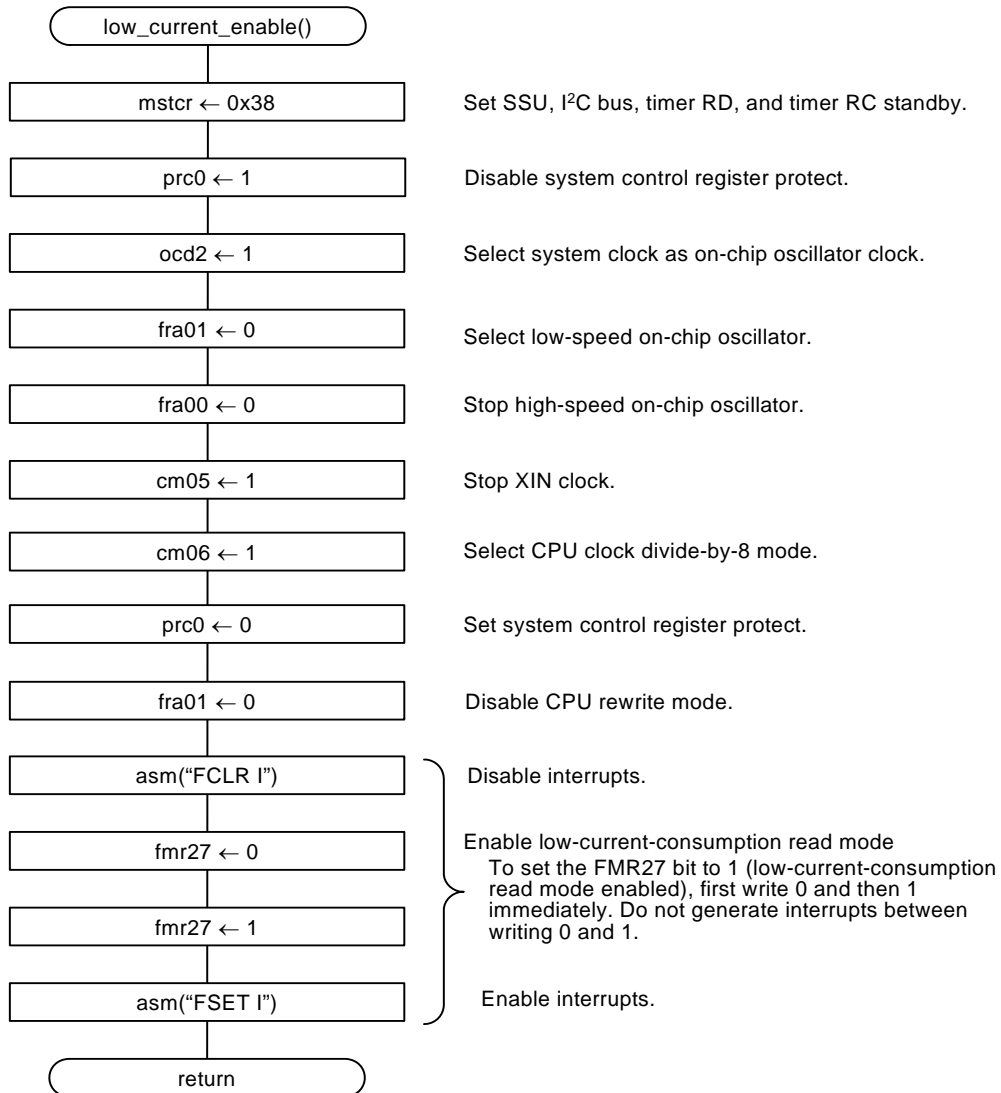 low_current_enable()
mstcr ← 0x38
Set SSU, I²C bus, timer RD, and timer RC standby.
prc0 ← 1
Disable system control register protect.
ocd2 ← 1
Select system clock as on-chip oscillator clock.
fra01 ← 0
Select low-speed on-chip oscillator.
fra00 ← 0
Stop high-speed on-chip oscillator.
cm05 ← 1
Stop XIN clock.
cm06 ← 1
Select CPU clock divide-by-8 mode.
prc0 ← 0
Set system control register protect.
fra01 ← 0
Disable CPU rewrite mode.
asm(“FCLR I”)
Disable interrupts.
fmr27 ← 0
Enable low-current-consumption read mode
To set the FMR27 bit to 1 (low-current-consumption
read mode enabled), first write 0 and then 1
immediately. Do not generate interrupts between
writing 0 and 1.
fmr27 ← 1
asm(“FSET I”)
Enable interrupts.
return